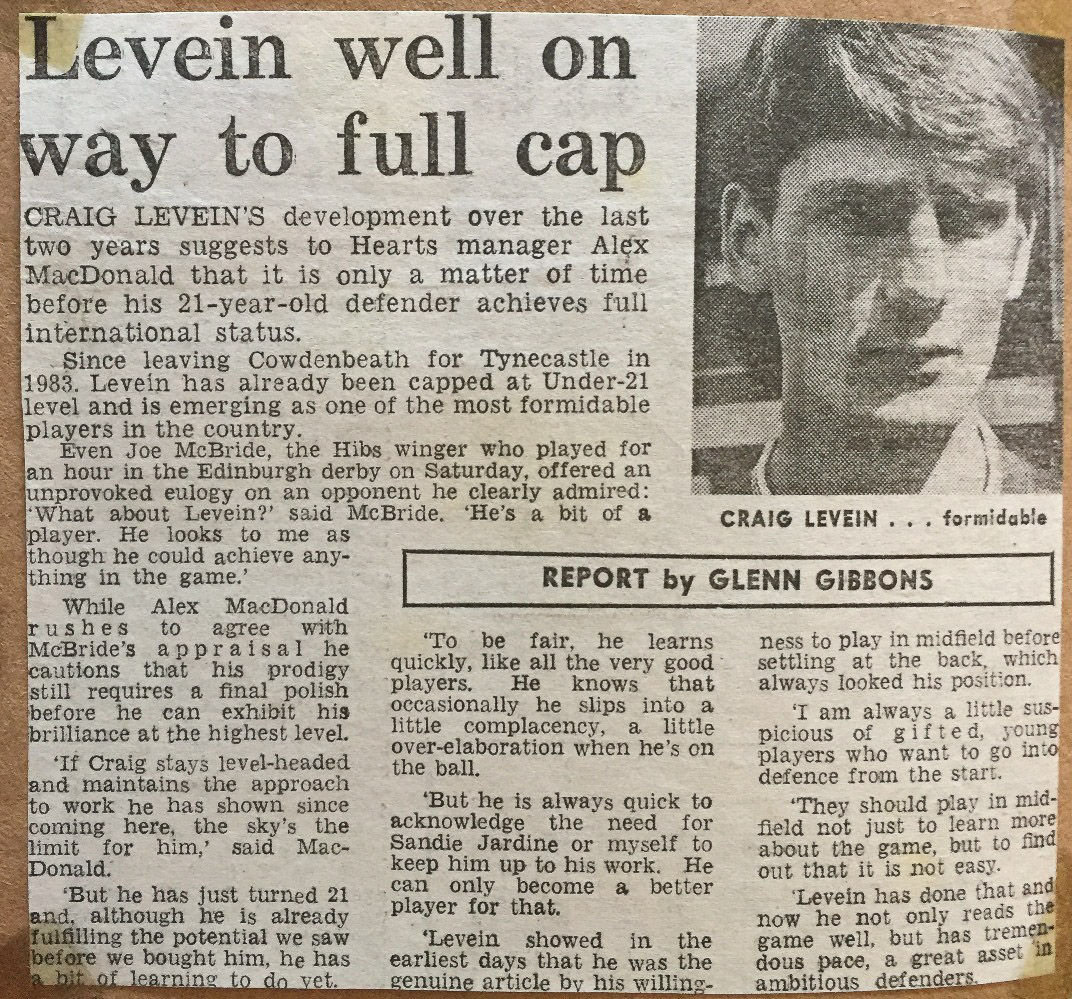 Levein well on
way to full cap
CRAIG LEVEIN'S development over the last
two years suggests to Hearts manager Alex
MacDonald that it is only a matter of time
before his 21-year-old defender achieves full
international status.
Since leaving Cowdenbeath for Tynecastle in
1983. Levein has already been capped at Under-21
level and is emerging as one of the most formidable
players in the country.
Even Joe McBride, the Hibs winger who played for
an hour in the Edinburgh derby on Saturday, offered an
unprovoked eulogy on an opponent he clearly admired:
'What about Levein?' said McBride. 'He's a bit of a
player. He looks to me as
though he could achieve any-
thing in the game.'
While Alex MacDonald
rushes to agree with
McBride's appraisal he
cautions that his prodigy
still requires a final polish
before he can exhibit his
brilliance at the highest level.
'If Craig stays level-headed
and maintains the approach
to work he has shown since
coming here, the sky's the
limit for him,' said Mac-
Donald.
'But he has just turned 21
and, although he is already
fulfilling the potential we saw
before we bought him, he has
a bit of learning to do yet.
CRAIG LEVEIN . . . formidable
REPORT by GLENN GIBBONS
'To be fair, he learns
quickly, like all the very good
players. He knows that
occasionally he slips into a
little complacency, a little
over-elaboration when he's on
the ball.
'But he is always quick to
acknowledge the need for
Sandie Jardine or myself to
keep him up to his work. He
can only become a better
player for that.
'Levein showed in the
earliest days that he was the
genuine article by his willing-
ness to play in midfield before
settling at the back, which
always looked his position.
'I am always a little sus-
picious of gifted, young
players who want to go into
defence from the start.
'They should play in mid-
field not just to learn more
about the game, but to find
out that it is not easy.
'Levein has done that and
now he not only reads the
game well, but has tremen-
dous pace, a great asset in
ambitious defenders.